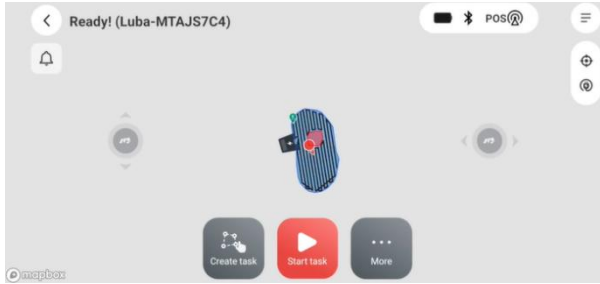 Ready! (Luba-MTAJS7C4)
POS
Create task
Start task
More
mapbox